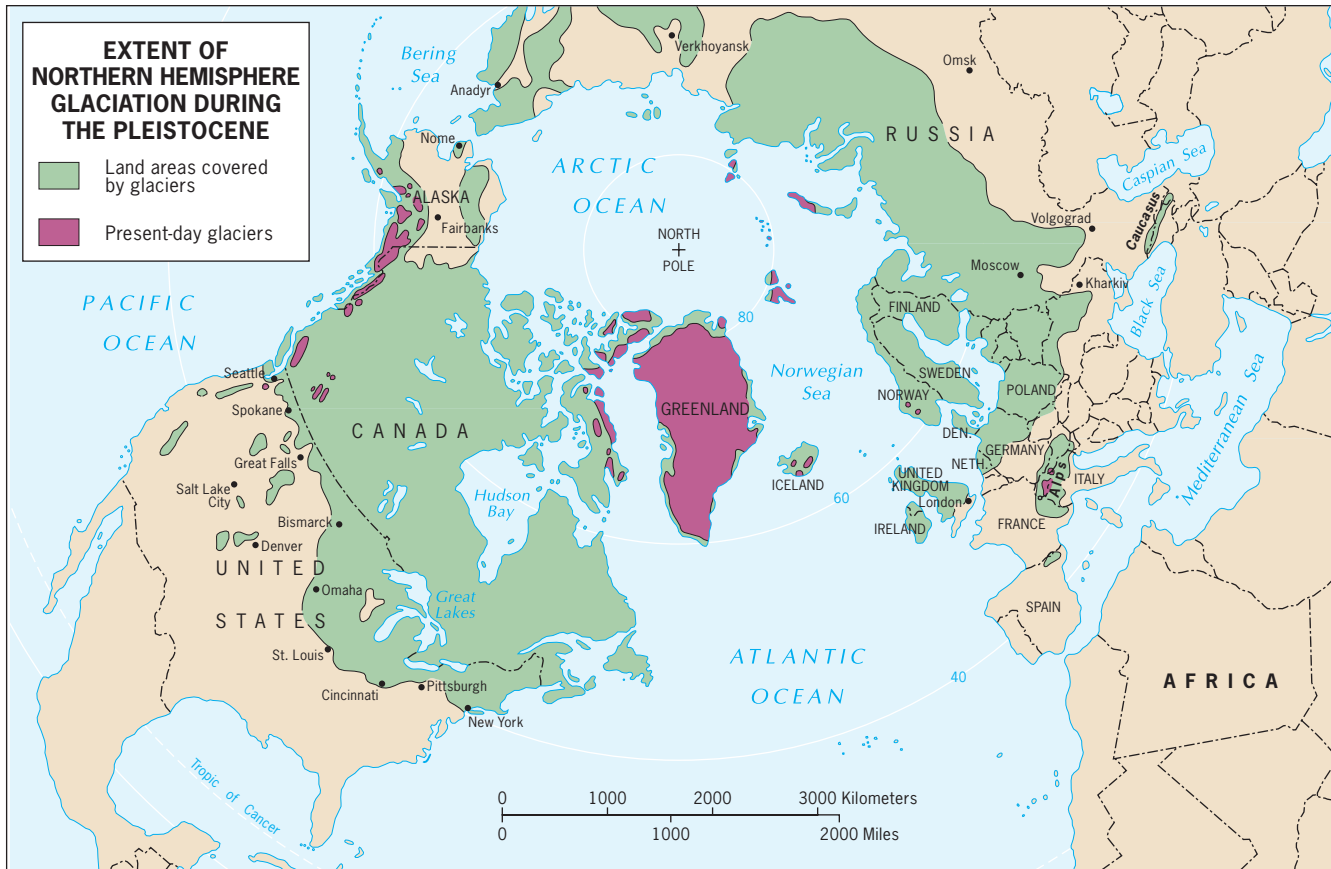 EXTENT OF
NORTHERN HEMISPHERE
GLACIATION DURING
THE PLEISTOCENE
Land areas covered
by glaciers
Present-day glaciers
Bering
Sea
Anadyr
Verkhoyansk
Omsk
Nome
RUSSIA
ARCTIC
OCEAN
Caspian Sea
ALASKA
Fairbanks
Volgograd
Caucasus
NORTH
POLE
Moscow
Kharkiv
PACIFIC
OCEAN
FINLAND
Black Sea
80
Seattle
Norwegian
Sea
SWEDEN
NORWAY
POLAND
Spokane
GREENLAND
CANADA
DEN.
GERMANY
NETH.
Great Falls
Salt Lake
City
Hudson
Bay
ICELAND
UNITED
KINGDOM
London
60
Alps
ITALY
Mediterranean Sea
Bismarck
IRELAND
FRANCE
Denver
UNITED
STATES
Omaha
Great
Lakes
SPAIN
St. Louis
ATLANTIC
OCEAN
40
AFRICA
Cincinnati
Pittsburgh
New York
Tropic of Cancer
0 1000 2000 3000 Kilometers
0 1000 2000 Miles